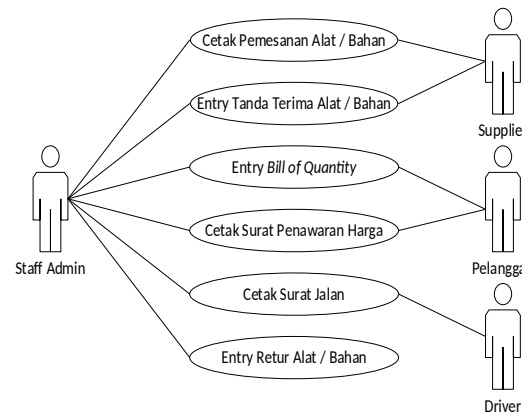 Cetak Pemesanan Alat / Bahan
Entry Tanda Terima Alat / Bahan
Supplie
Entry Bill of Quantity
Cetak Surat Penawaran Harga
Staff Admin
Pelangga
Cetak Surat Jalan
Entry Retur Alat / Bahan
Driver